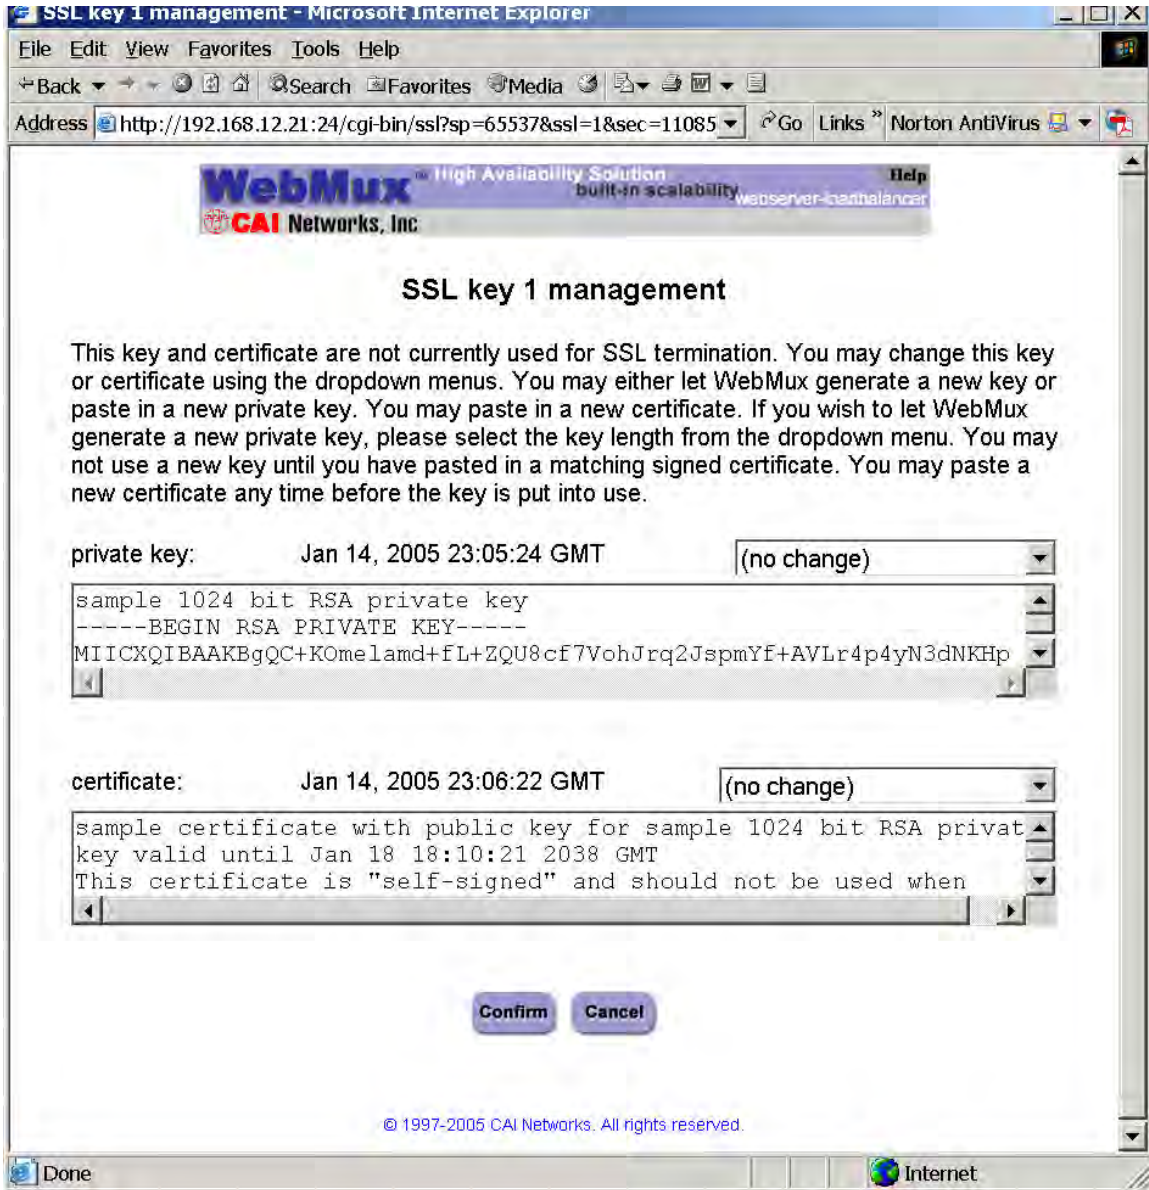 SSL key 1 management - Microsoft Internet Explorer
File Edit View Favorites Tools Help
Back Search Favorites Media
Address http://192.168.12.21:24/cgi-bin/ssl?sp=65537&ssl=1&sec=11085 Go Links » Norton AntiVirus
WebMux™ High Availability Solution Help
built-in scalability
webserver-loadbalancer
CAI Networks, Inc
SSL key 1 management
This key and certificate are not currently used for SSL termination. You may change this key
or certificate using the dropdown menus. You may either let WebMux generate a new key or
paste in a new private key. You may paste in a new certificate. If you wish to let WebMux
generate a new private key, please select the key length from the dropdown menu. You may
not use a new key until you have pasted in a matching signed certificate. You may paste a
new certificate any time before the key is put into use.
private key: Jan 14, 2005 23:05:24 GMT (no change)
sample 1024 bit RSA private key
-----BEGIN RSA PRIVATE KEY-----
MIICXQIBAAKBgQC+KOmelamd+fL+ZQU8cf7VohJrq2JspmYf+AVLr4p4yN3dNKHp
certificate: Jan 14, 2005 23:06:22 GMT (no change)
sample certificate with public key for sample 1024 bit RSA privat
key valid until Jan 18 18:10:21 2038 GMT
This certificate is "self-signed" and should not be used when
Confirm Cancel
© 1997-2005 CAI Networks. All rights reserved.
Done Internet